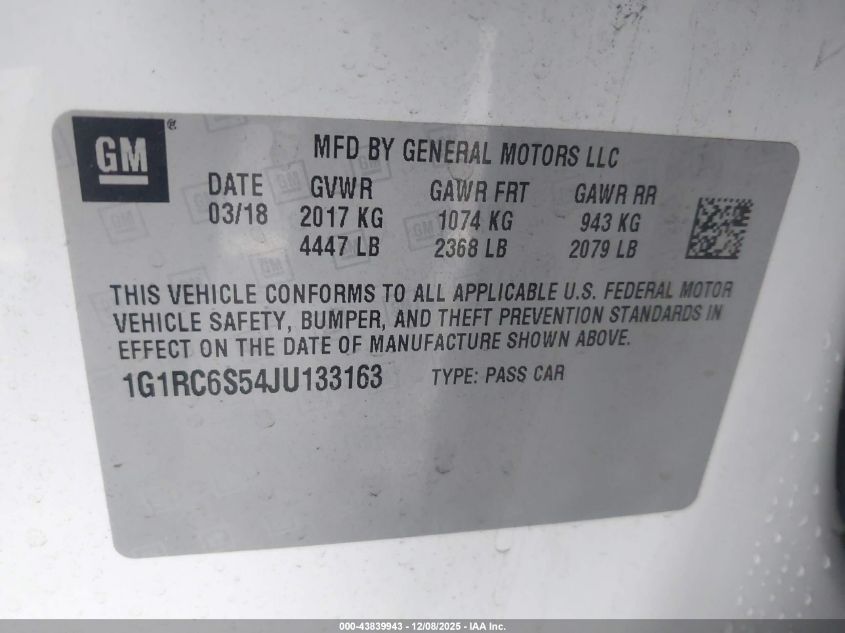 GM®
MFD BY GENERAL MOTORS LLC
DATE GVWR GAWR FRT GAWR RR
03/18 2017 KG 1074 KG 943 KG
4447 LB 2368 LB 2079 LB
THIS VEHICLE CONFORMS TO ALL APPLICABLE U.S. FEDERAL MOTOR
VEHICLE SAFETY, BUMPER, AND THEFT PREVENTION STANDARDS IN
EFFECT ON THE DATE OF MANUFACTURE SHOWN ABOVE.
1G1RC6S54JU133163 TYPE: PASS CAR
000-43839943 - 12/08/2025 - IAA Inc.